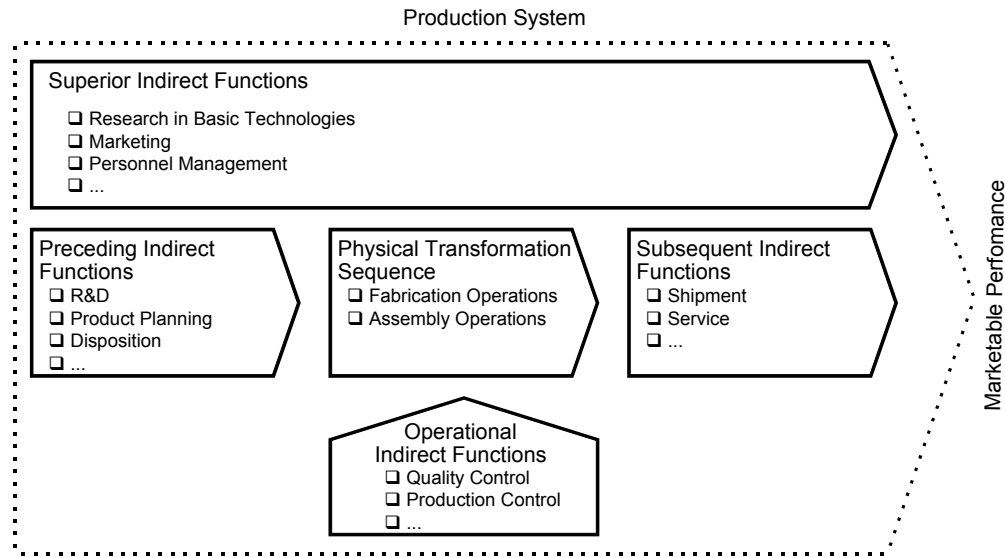 Production System
Superior Indirect Functions
❑ Research in Basic Technologies
❑ Marketing
❑ Personnel Management
❑ ...
Preceding Indirect
Functions
❑ R&D
❑ Product Planning
❑ Disposition
❑ ...
Physical Transformation
Sequence
❑ Fabrication Operations
❑ Assembly Operations
Subsequent Indirect
Functions
❑ Shipment
❑ Service
❑ ...
Operational
Indirect Functions
❑ Quality Control
❑ Production Control
❑ ...
Marketable Perfomance